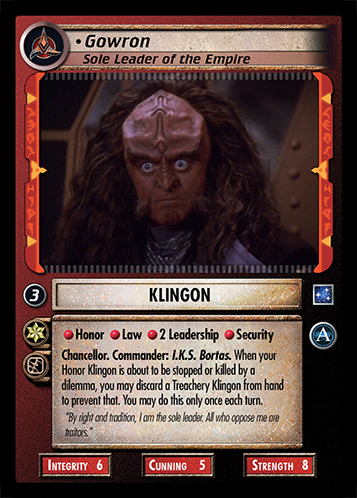 • Gowron
Sole Leader of the Empire
3
KLINGON
• Honor • Law • 2 Leadership • Security
Chancellor. Commander: I.K.S. Bortas. When your
Honor Klingon is about to be stopped or killed by a
dilemma, you may discard a Treachery Klingon from hand
to prevent that. You may do this only once each turn.
"By right and tradition, I am the sole leader. All who oppose me are
traitors."
A
INTEGRITY 6
CUNNING 5
STRENGTH 8